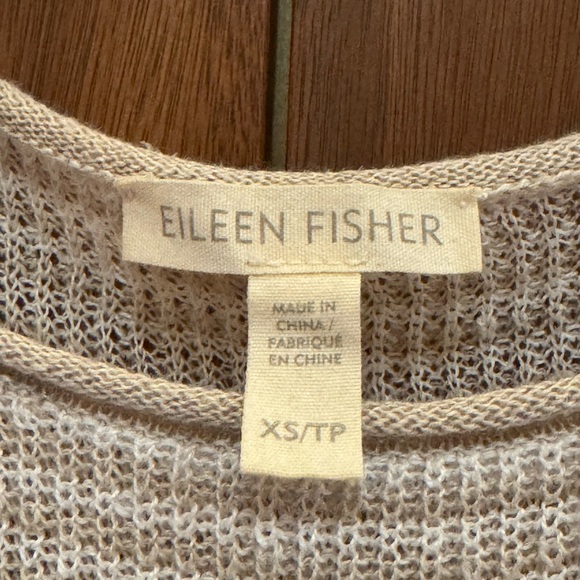 EILEEN FISHER
MADE IN
CHINA /
FABRIQUÉ
EN CHINE
XS/TP